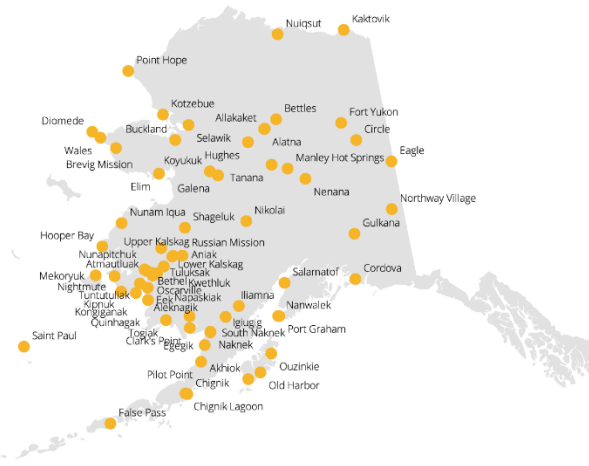 Nuiqsut
Kaktovik
Point Hope
Kotzebue
Allakaket
Bettles
Fort Yukon
Diomede
Buckland
Circle
Wales
Selawik
Alatna
Brevig Mission
Koyukuk
Hughes
Manley Hot Springs
Eagle
Elim
Galena
Tanana
Nenana
Northway Village
Nunam Iqua
Shageluk
Nikolai
Gulkana
Hooper Bay
Upper Kalskag
Russian Mission
Nunapitchuk
Aniak
Atmautluak
Lower Kalskag
Mekoryuk
Tuluksak
Salamatof
Cordova
Nightmute
Bethel
Kwethluk
Tuntutuliak
Oscarville
Kipnuk
Eek
Napaskiak
Iliamna
Nanwalek
Kongiganak
Aleknagik
Quinhagak
Igiugig
Port Graham
Togiak
South Naknek
Saint Paul
Clark's Point
Naknek
Egegik
Pilot Point
Akhiok
Ouzinkie
Chignik
Old Harbor
Chignik Lagoon
False Pass